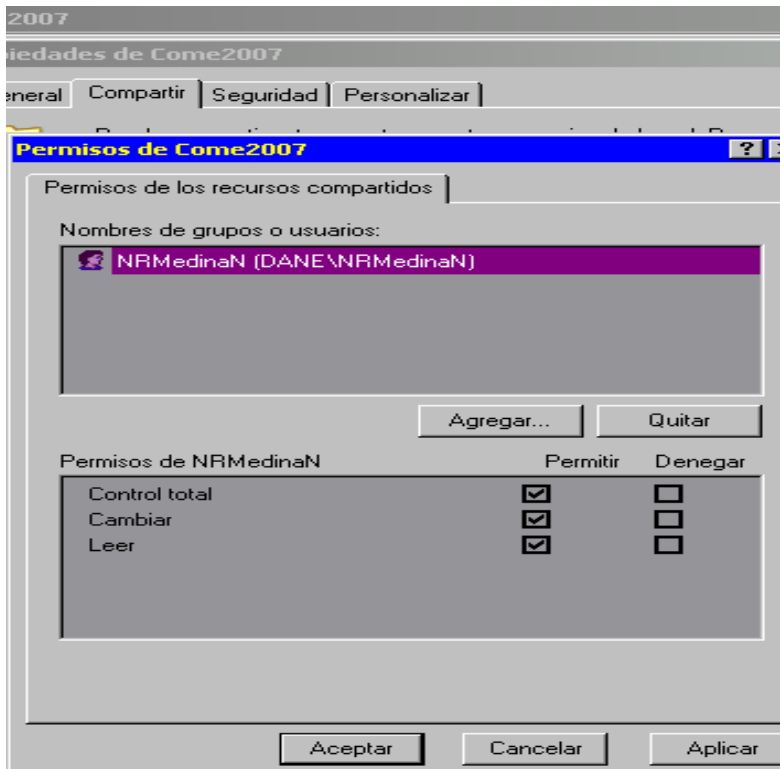 2007
piedades de Come2007
eneral Compartir Seguridad Personalizar
Permisos de Come2007
Permisos de los recursos compartidos
Nombres de grupos o usuarios:
NRMedinaN (DANE\NRMedinaN)
Agregar... Quitar
Permisos de NRMedinaN Permitir Denegar
Control total
Cambiar
Leer
Aceptar Cancelar Aplicar